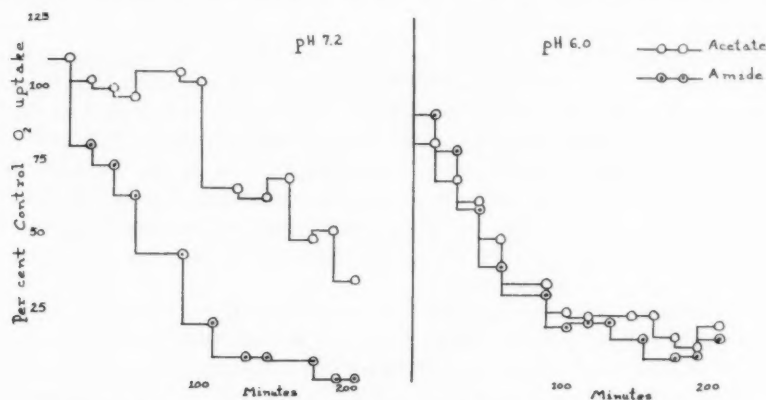 125
100
75
50
25
Per cent Control O2 uptake
pH 7.2
100
200
Minutes
pH 6.0
Acetate
Amide
100
200
Minutes